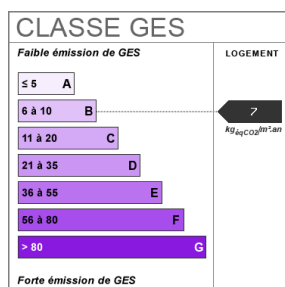 CLASSE GES
Faible émission de GES
LOGEMENT
≤ 5 A
6 à 10 B
7
kgéqCO2/m².an
11 à 20 C
21 à 35 D
36 à 55 E
56 à 80 F
> 80 G
Forte émission de GES